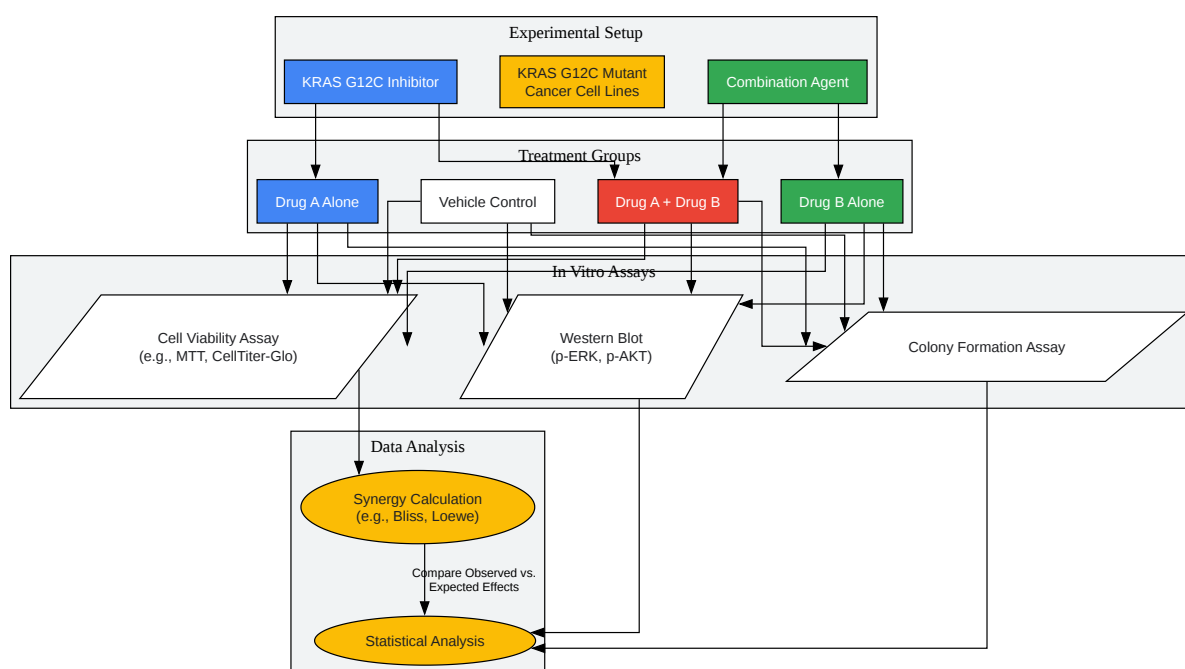 Experimental Setup
KRAS G12C Inhibitor
KRAS G12C Mutant
Cancer Cell Lines
Combination Agent
Treatment Groups
Drug A Alone
Vehicle Control
Drug A + Drug B
Drug B Alone
In Vitro Assays
Cell Viability Assay
(e.g., MTT, CellTiter-Glo)
Western Blot
(p-ERK, p-AKT)
Colony Formation Assay
Data Analysis
Synergy Calculation
(e.g., Bliss, Loewe)
Compare Observed vs.
Expected Effects
Statistical Analysis